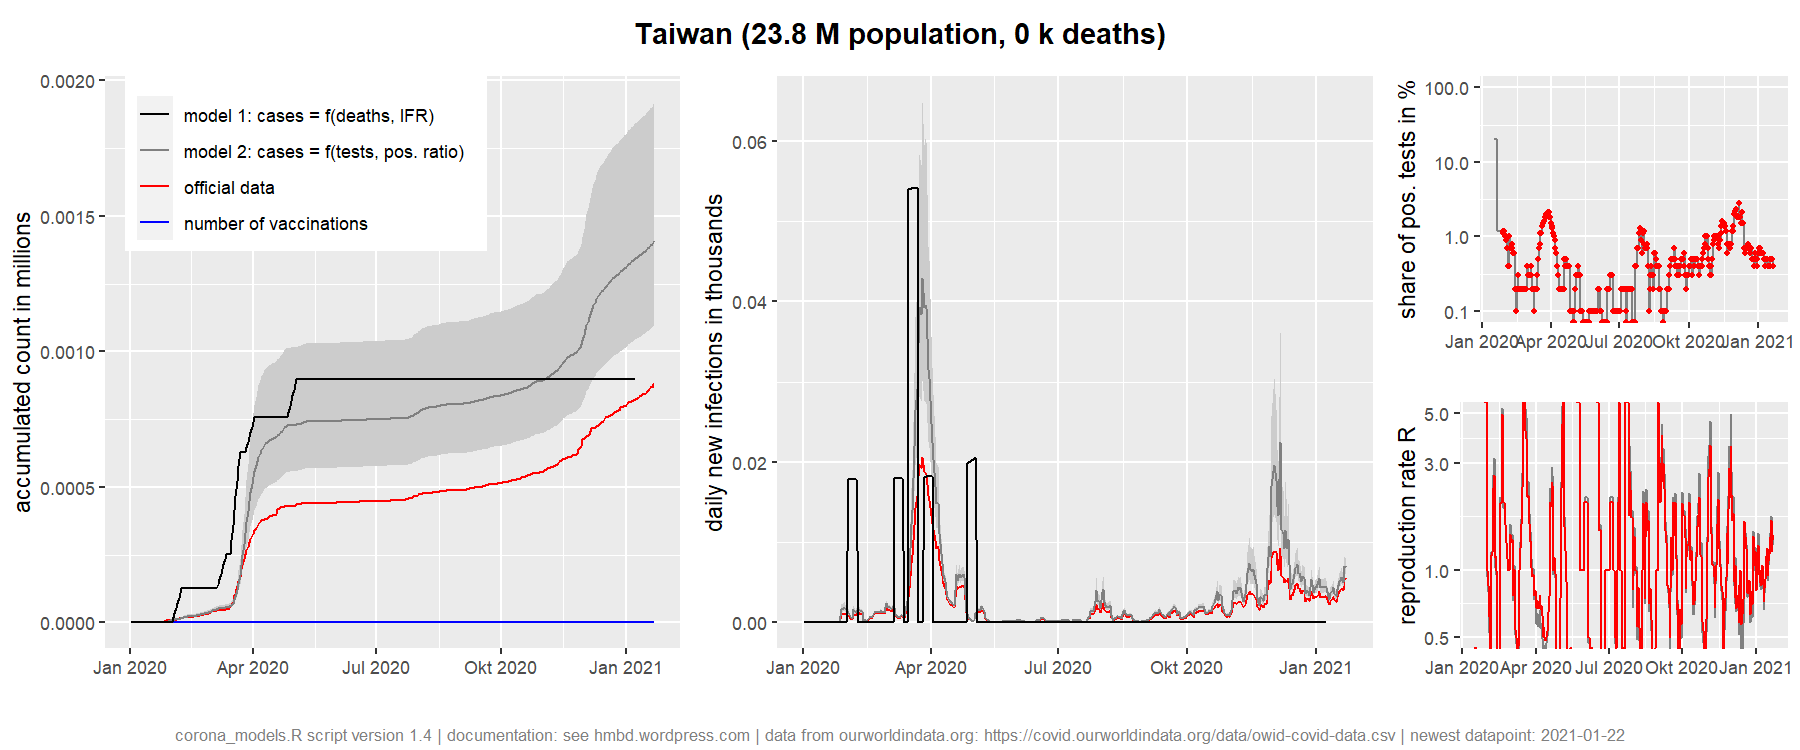 Taiwan (23.8 M population, 0 k deaths)
accumulated count in millions
0.0020
0.0015
0.0010
0.0005
0.0000
model 1: cases = f(deaths, IFR)
model 2: cases = f(tests, pos. ratio)
official data
number of vaccinations
Jan 2020 Apr 2020 Jul 2020 Okt 2020 Jan 2021
daily new infections in thousands
0.06
0.04
0.02
0.00
Jan 2020 Apr 2020 Jul 2020 Okt 2020 Jan 2021
share of pos. tests in %
100.0
10.0
1.0
0.1
Jan 2020 Apr 2020 Jul 2020 Okt 2020 Jan 2021
reproduction rate R
5.0
3.0
1.0
0.5
Jan 2020 Apr 2020 Jul 2020 Okt 2020 Jan 2021
corona_models.R script version 1.4 | documentation: see hmbd.wordpress.com | data from ourworldindata.org: https://covid.ourworldindata.org/data/owid-covid-data.csv | newest datapoint: 2021-01-22